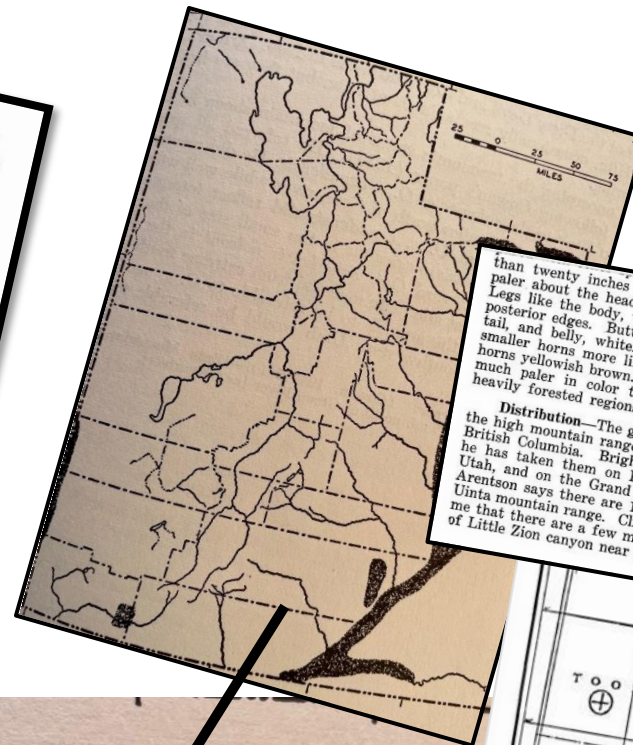 25 0 25 50 75
MILES
than twenty inches
paler about the head
Legs like the body,
posterior edges. Butt
tail, and belly, white
smaller horns more li
horns yellowish brown,
much paler in color t
heavily forested region
Distribution—The g
the high mountain range
British Columbia. Brigh
he has taken them on
Utah, and on the Grand
Arentson says there are
Uinta mountain range. Cl
me that there are a few m
of Little Zion canyon near
TOO